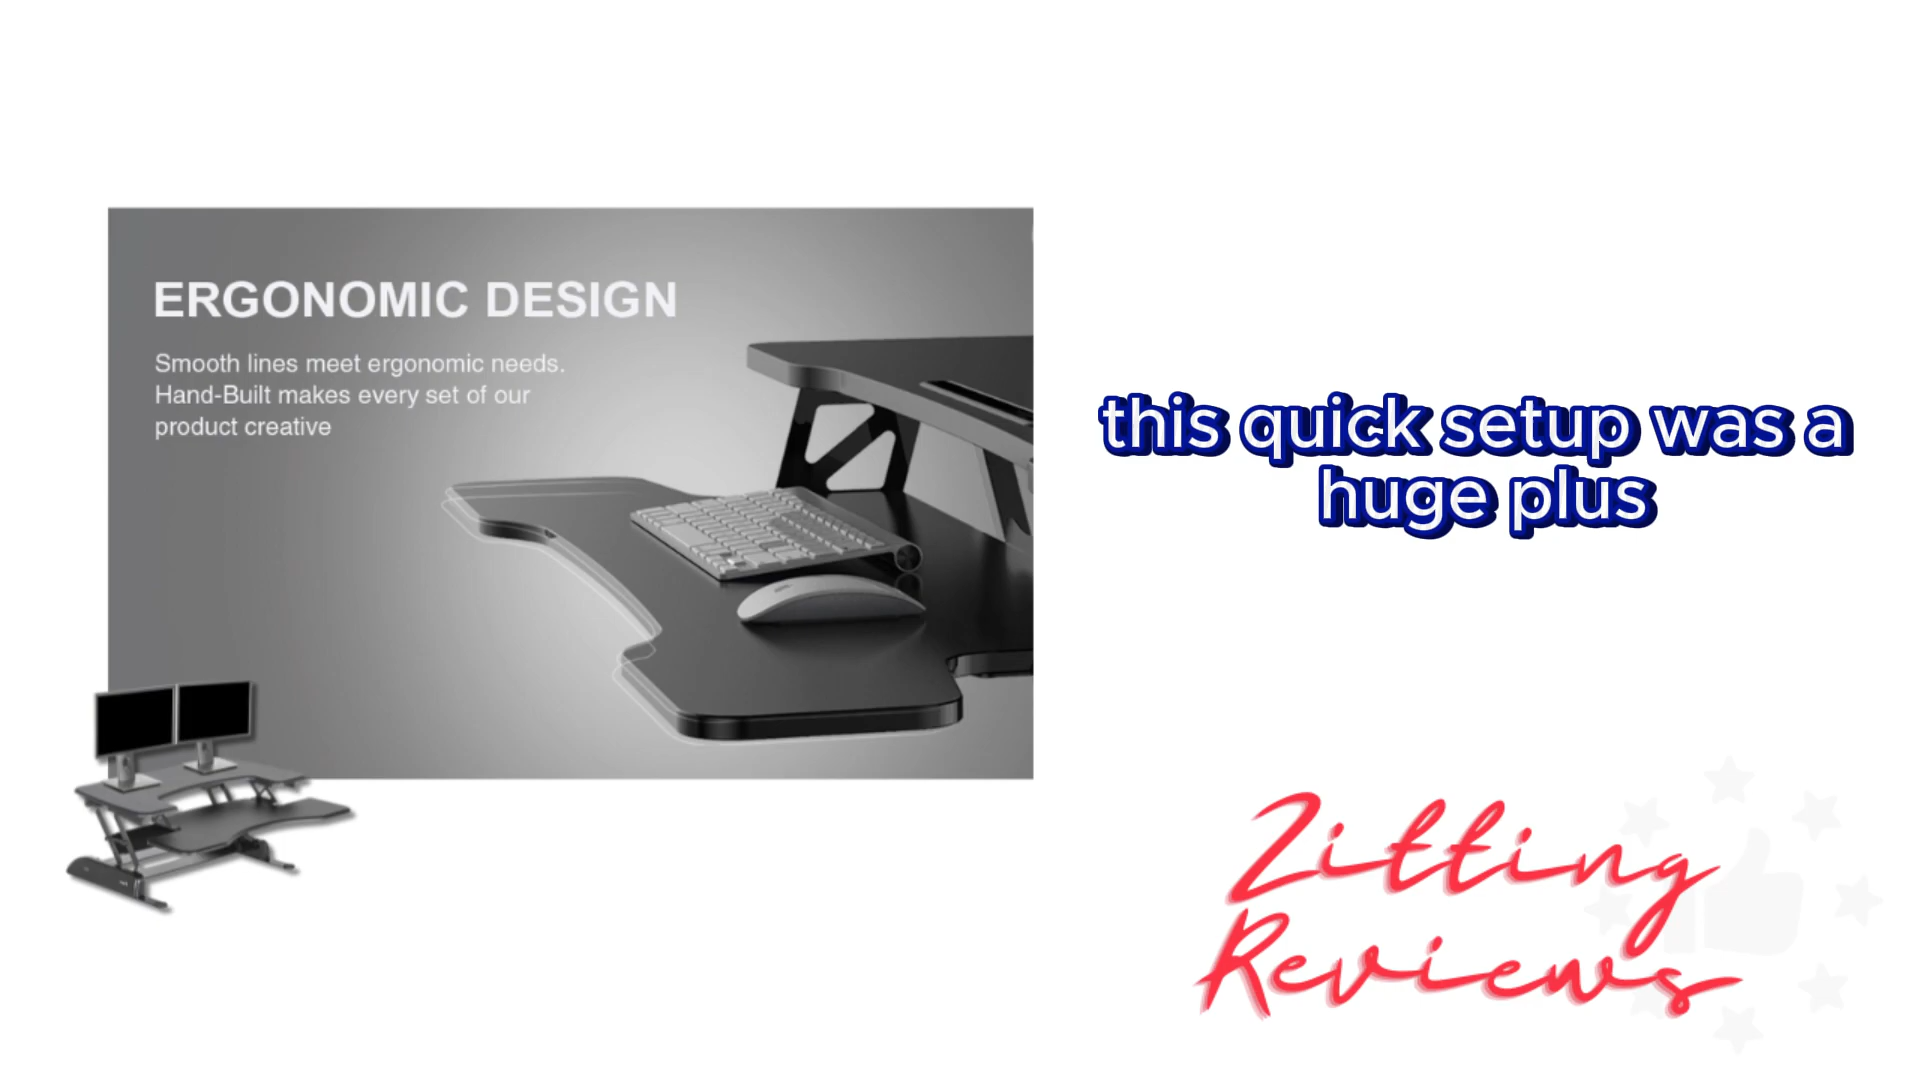 ERGONOMIC DESIGN
Smooth lines meet ergonomic needs.
Hand-Built makes every set of our
product creative
this quick setup was a
huge plus
Zitting
Reviews